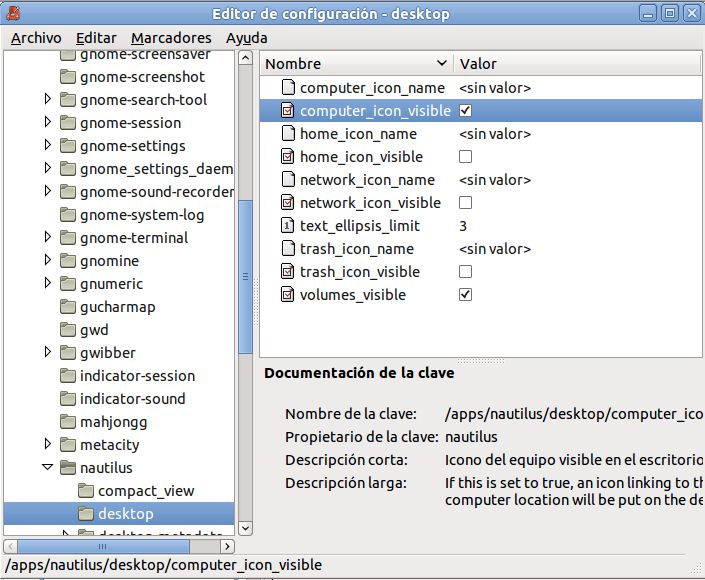 Editor de configuración - desktop
Archivo Editar Marcadores Ayuda
gnome-screensaver
gnome-screenshot
gnome-search-tool
gnome-session
gnome-settings
gnome_settings_daem
gnome-sound-recorder
gnome-system-log
gnome-terminal
gnomine
gnumeric
gucharmap
gwd
gwibber
indicator-session
indicator-sound
mahjongg
metacity
nautilus
compact_view
desktop
desktop-metadata
Nombre Valor
computer_icon_name <sin valor>
computer_icon_visible
home_icon_name <sin valor>
home_icon_visible
network_icon_name <sin valor>
network_icon_visible
text_ellipsis_limit 3
trash_icon_name <sin valor>
trash_icon_visible
volumes_visible
Documentación de la clave
Nombre de la clave: /apps/nautilus/desktop/computer_ico
Propietario de la clave: nautilus
Descripción corta: Icono del equipo visible en el escritorio
Descripción larga: If this is set to true, an icon linking to th
computer location will be put on the de
/apps/nautilus/desktop/computer_icon_visible